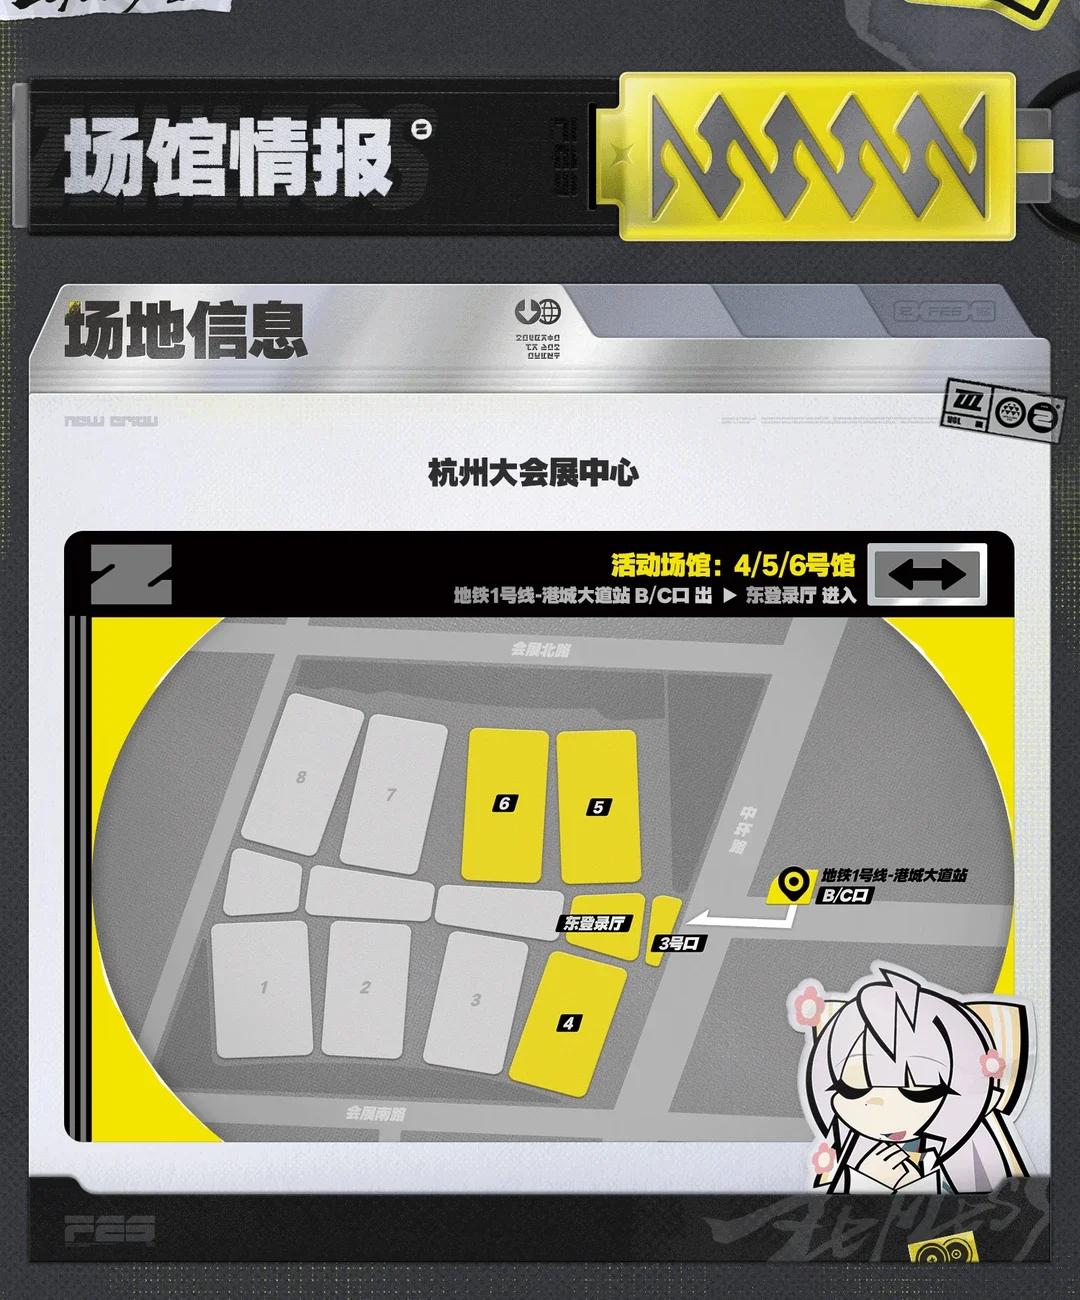 场馆情报
场地信息
NEW ERIDU
杭州大会展中心
活动场馆：4/5/6号馆
地铁1号线-港城大道站 B/C口 出 ▶ 东登录厅 进入
会展北路
8
7
6
5
中环路
地铁1号线-港城大道站
B/C口
东登录厅
3号口
1
2
3
4
会展南路
FES